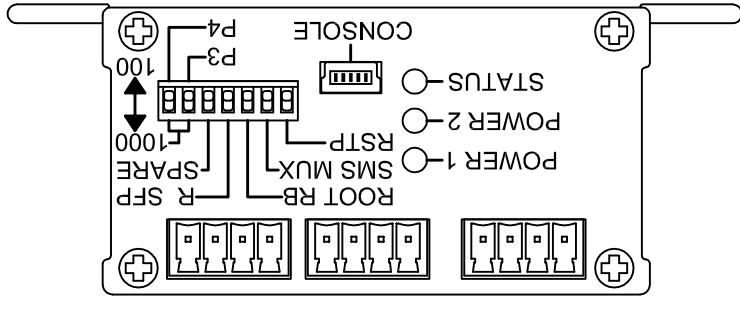 ROOT RB
R SFP
POWER 1
SMS MUX
SPARE
RSTP
1000
POWER 2
STATUS
100
P3
CONSOLE
P4